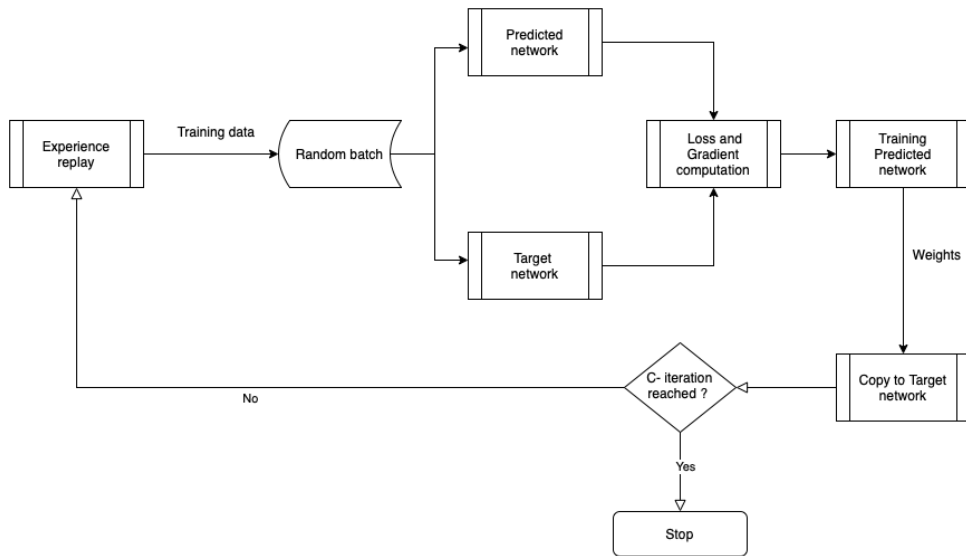 Predicted
network
Training data
Experience
replay
Random batch
Loss and
Gradient
computation
Training
Predicted
network
Target
network
Weights
C- iteration
reached ?
Copy to Target
network
No
Yes
Stop